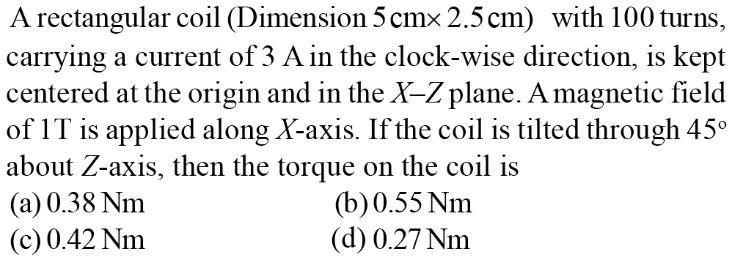 A rectangular coil (Dimension 5 cm× 2.5 cm) with 100 turns,
carrying a current of 3 A in the clock-wise direction, is kept
centered at the origin and in the X–Z plane. A magnetic field
of 1T is applied along X-axis. If the coil is tilted through 45°
about Z-axis, then the torque on the coil is
(a) 0.38 Nm (b) 0.55 Nm
(c) 0.42 Nm (d) 0.27 Nm